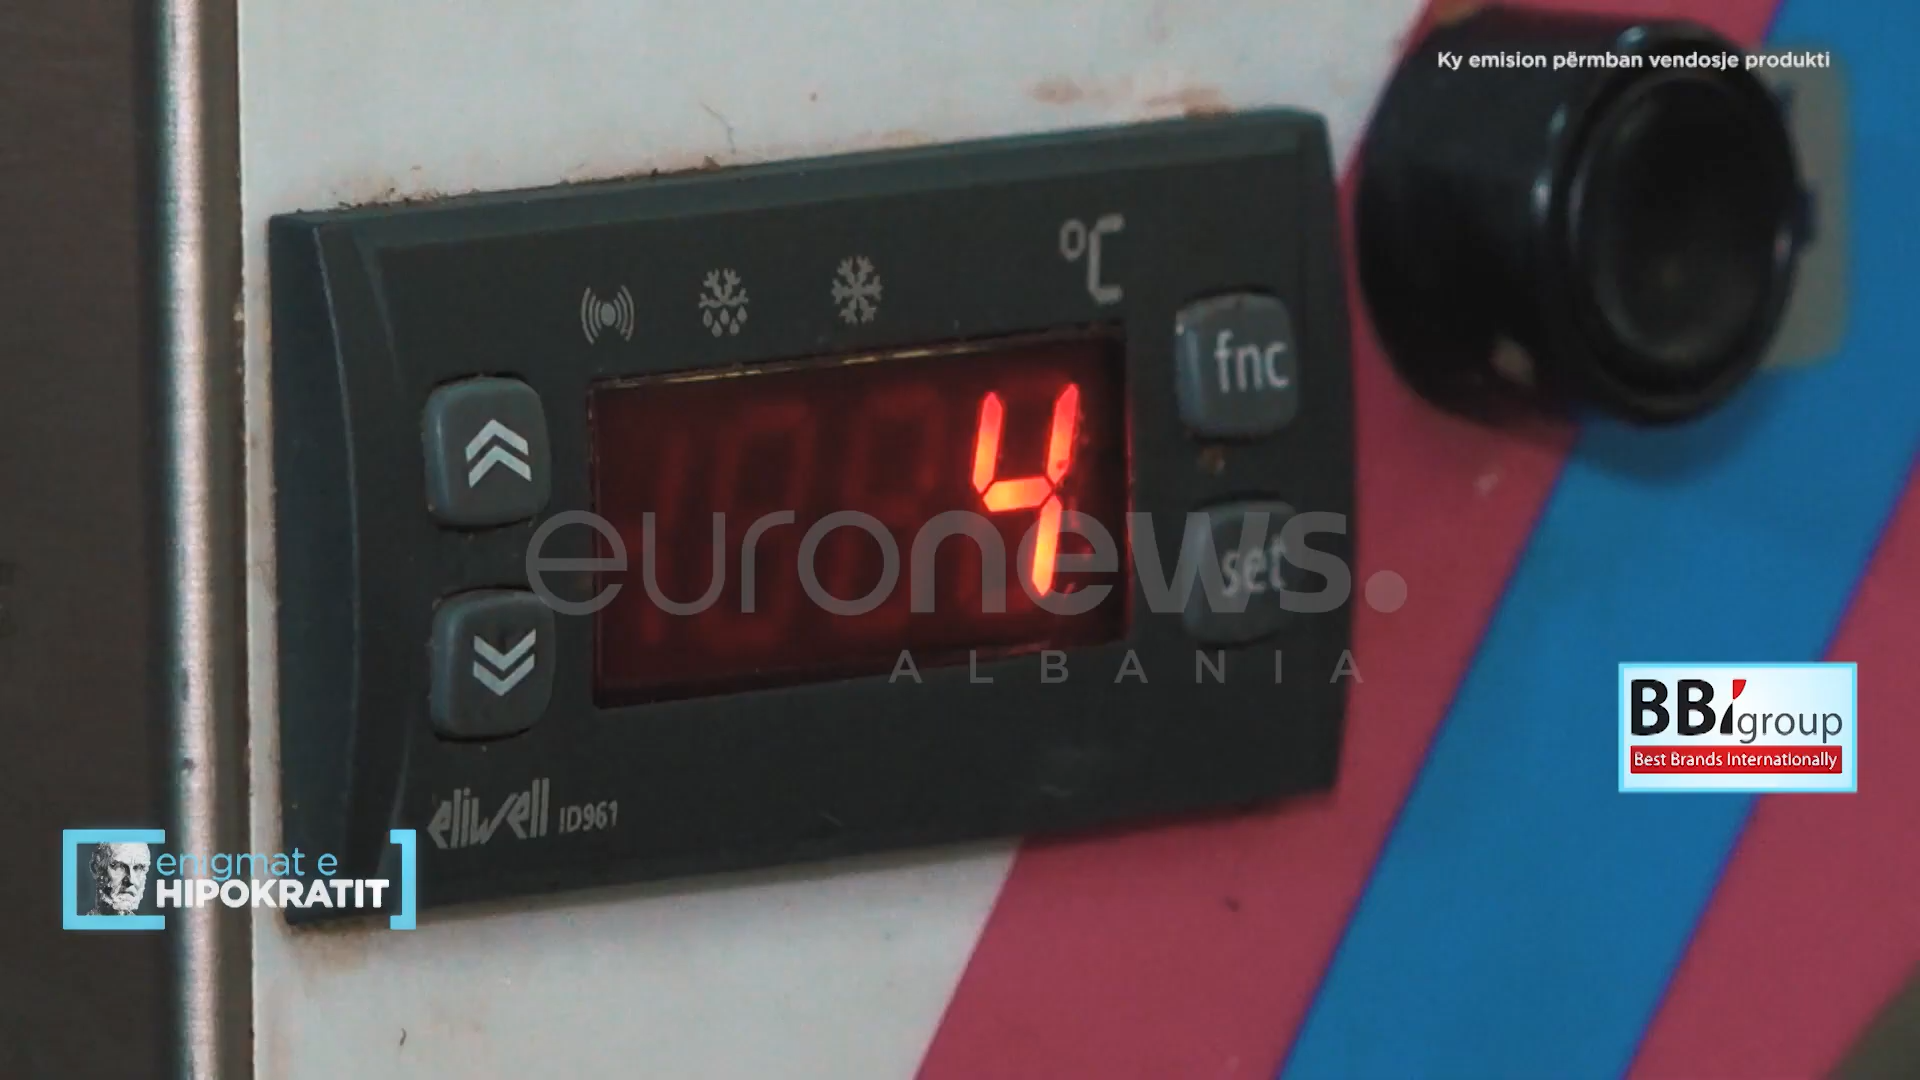 Ky emision përmban vendosje produkti
°C
fnc
4
set
euronews.
ALBANIA
BBi group
Best Brands Internationally
eliwell ID961
enigmat e
HIPOKRATIT